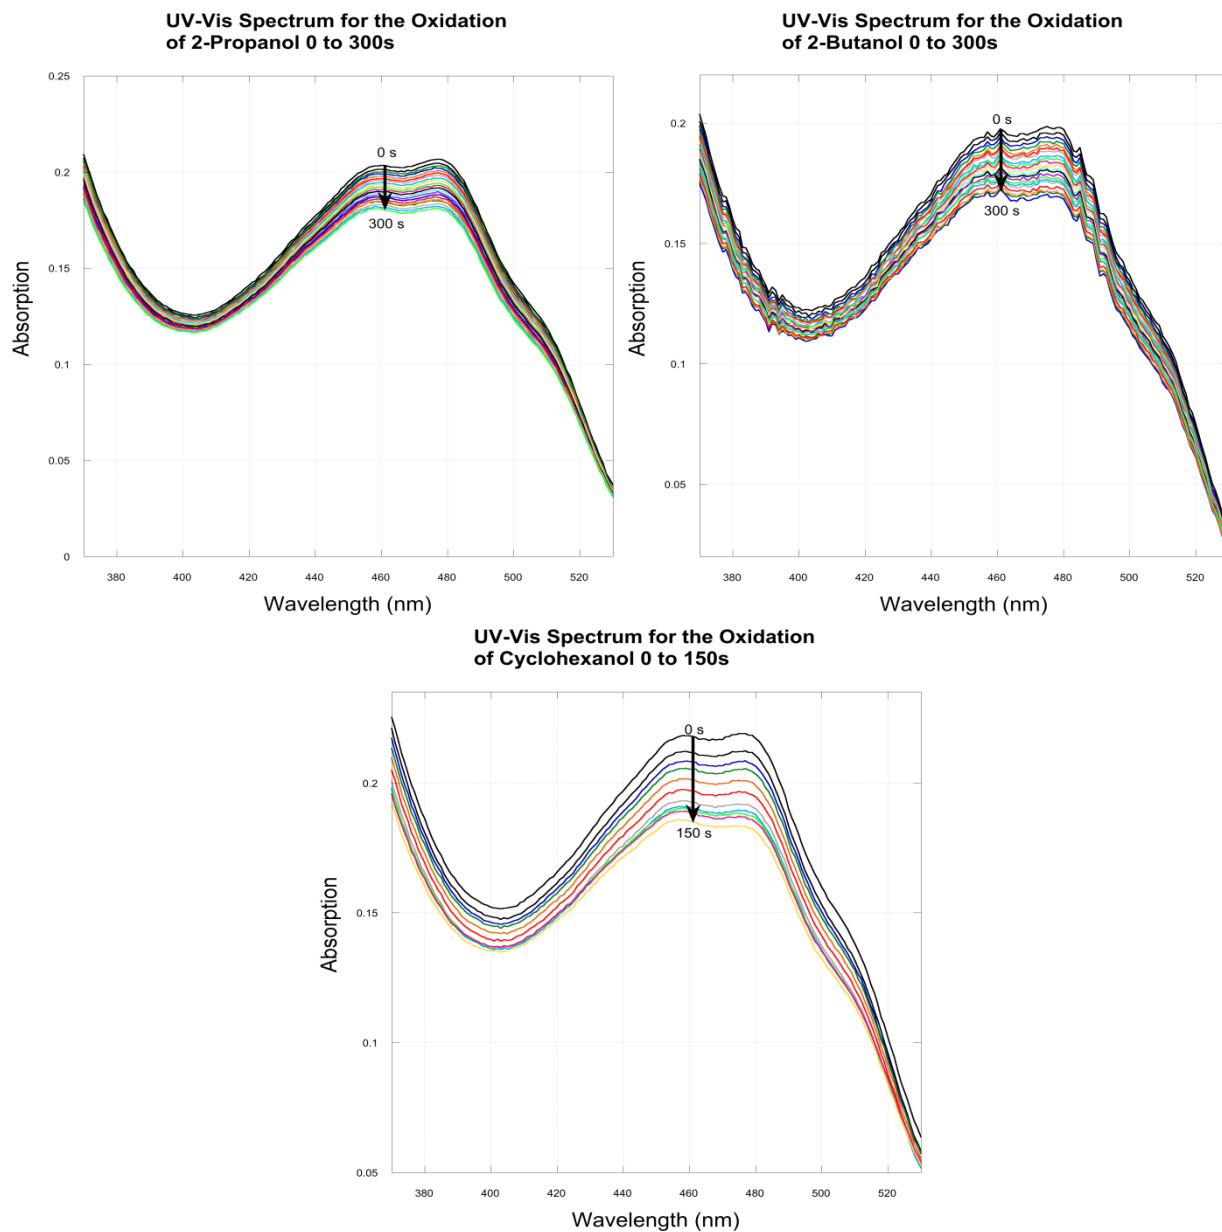 UV-Vis Spectrum for the Oxidation
of 2-Propanol 0 to 300s
0.25
0.2
0.15
0.1
0.05
0
0 s
300 s
Absorption
380 400 420 440 460 480 500 520
Wavelength (nm)
UV-Vis Spectrum for the Oxidation
of 2-Butanol 0 to 300s
0.2
0.15
0.1
0.05
0 s
300 s
Absorption
380 400 420 440 460 480 500 520
Wavelength (nm)
UV-Vis Spectrum for the Oxidation
of Cyclohexanol 0 to 150s
0.2
0.15
0.1
0.05
0 s
150 s
Absorption
380 400 420 440 460 480 500 520
Wavelength (nm)